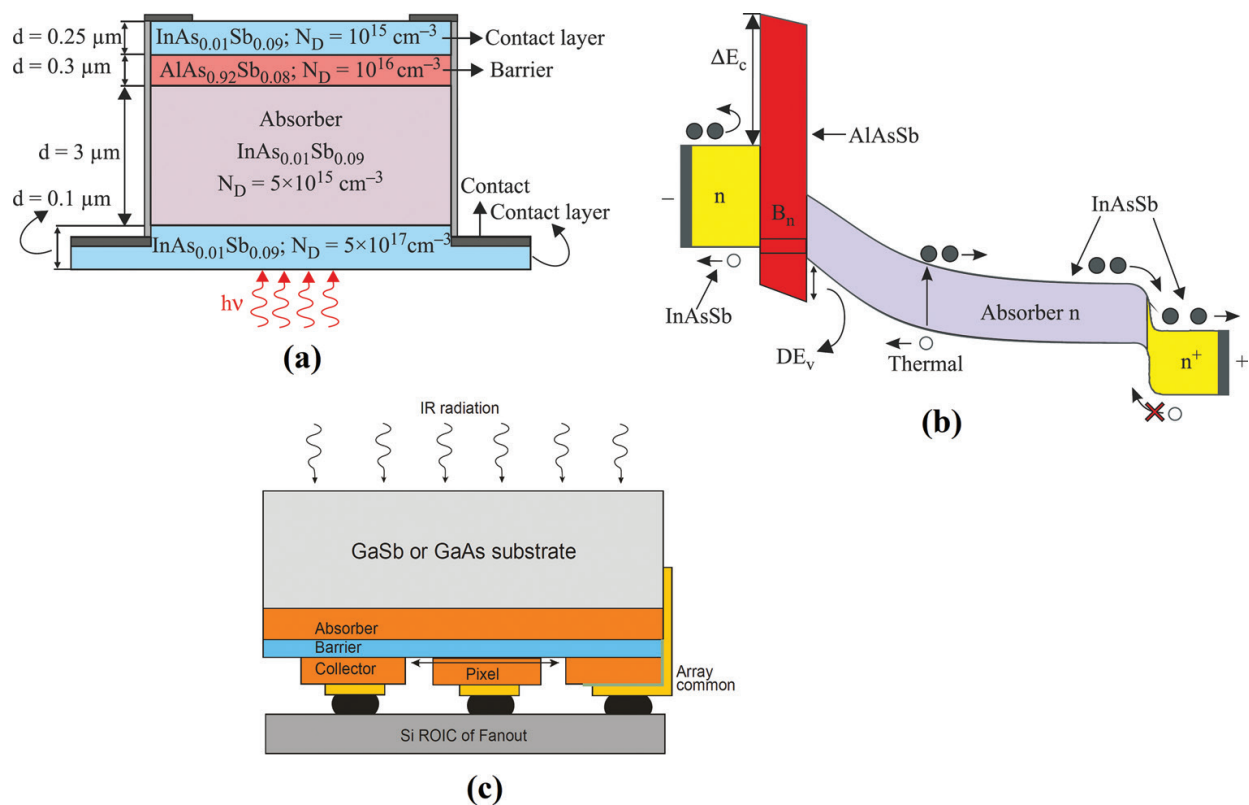 d = 0.25 µm
InAs0.01Sb0.09; ND = 10^15 cm^−3
Contact layer
d = 0.3 µm
AlAs0.92Sb0.08; ND = 10^16 cm^−3
Barrier
d = 3 µm
Absorber
InAs0.01Sb0.09
ND = 5×10^15 cm^−3
d = 0.1 µm
Contact
Contact layer
InAs0.01Sb0.09; ND = 5×10^17cm^−3
hν
(a)
ΔEc
AlAsSb
n
−
Bn
InAsSb
InAsSb
Absorber n
DEv
Thermal
n+
+
(b)
IR radiation
GaSb or GaAs substrate
Absorber
Barrier
Collector
Pixel
Array
common
Si ROIC of Fanout
(c)